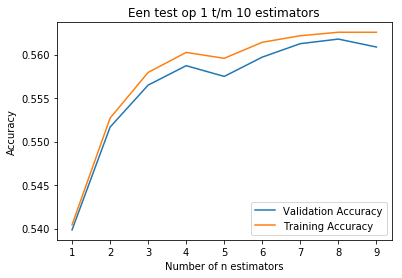 Een test op 1 t/m 10 estimators
Accuracy
0.560
0.555
0.550
0.545
0.540
1 2 3 4 5 6 7 8 9
Number of n estimators
Validation Accuracy
Training Accuracy